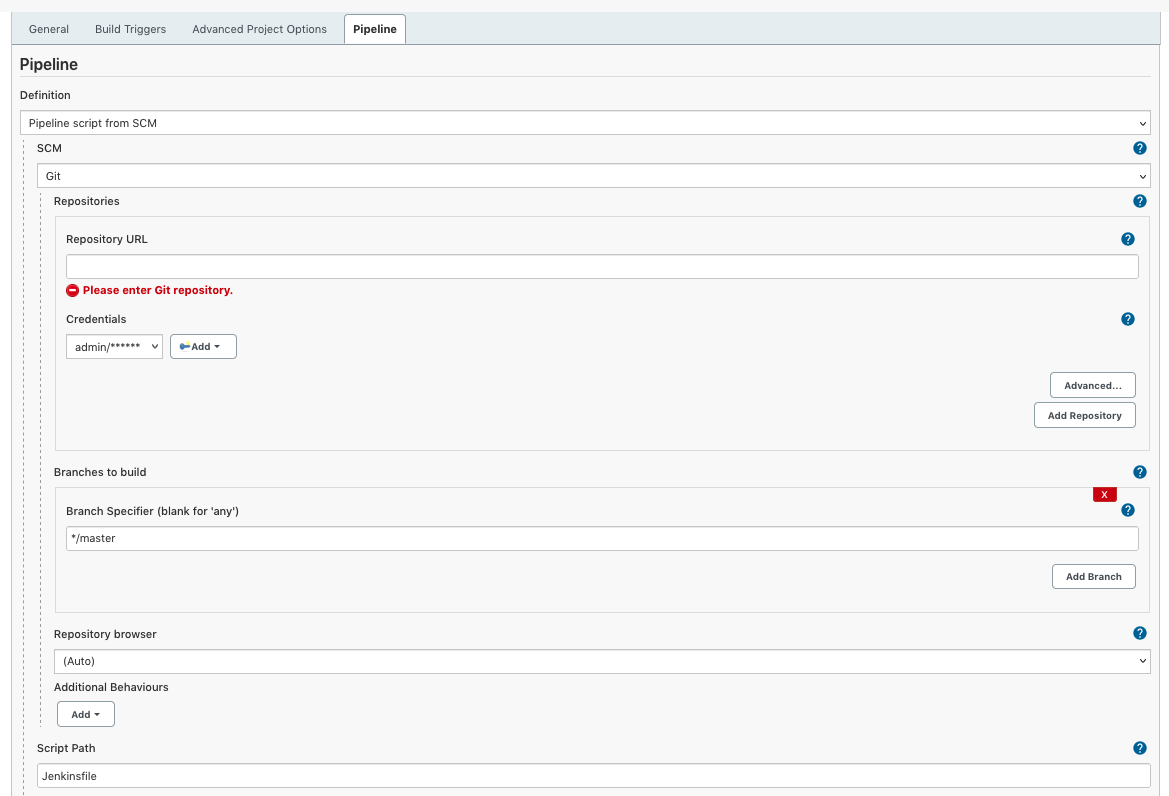 General Build Triggers Advanced Project Options Pipeline
Pipeline
Definition
Pipeline script from SCM
SCM
Git
Repositories
Repository URL
Please enter Git repository.
Credentials
admin/******
Add
Advanced...
Add Repository
Branches to build
X
Branch Specifier (blank for 'any')
*/master
Add Branch
Repository browser
(Auto)
Additional Behaviours
Add
Script Path
Jenkinsfile